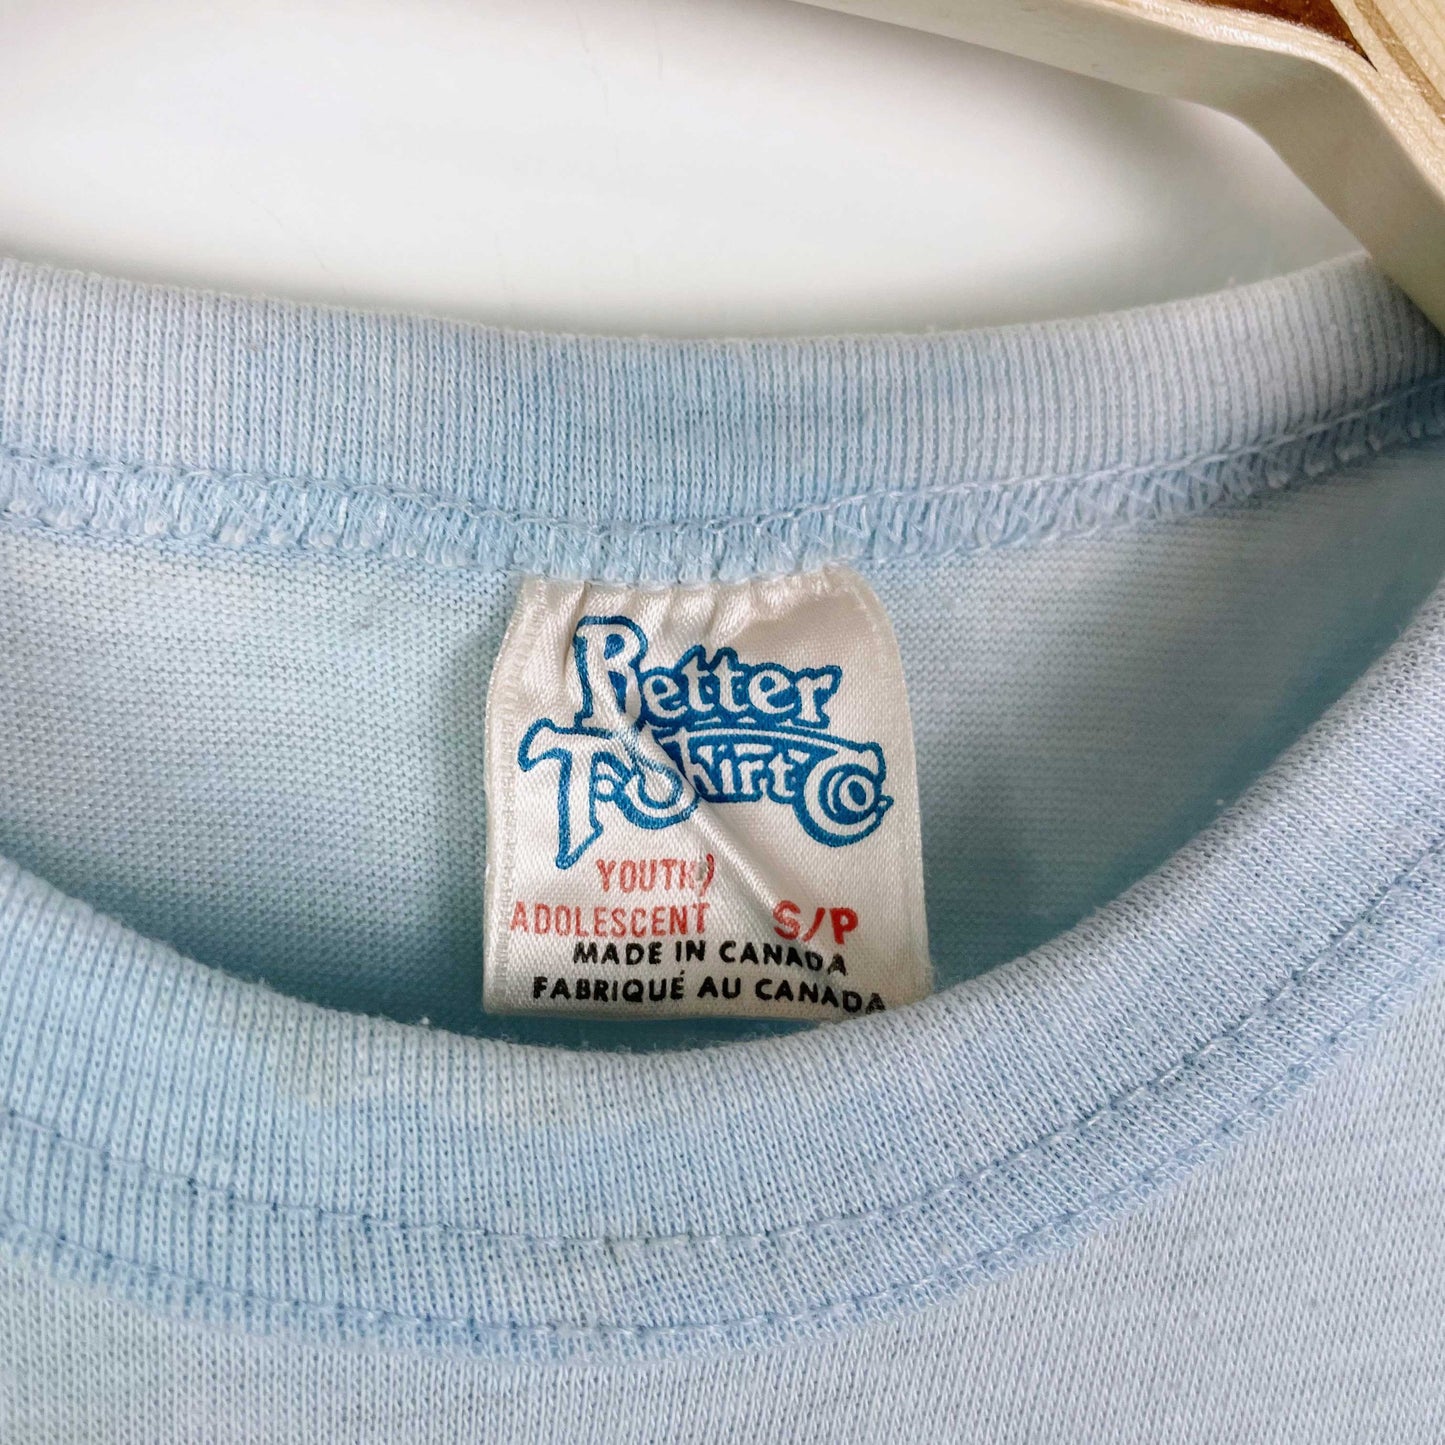 Better
T-Shirt Co.
YOUTH/
ADOLESCENT S/P
MADE IN CANADA
FABRIQUÉ AU CANADA